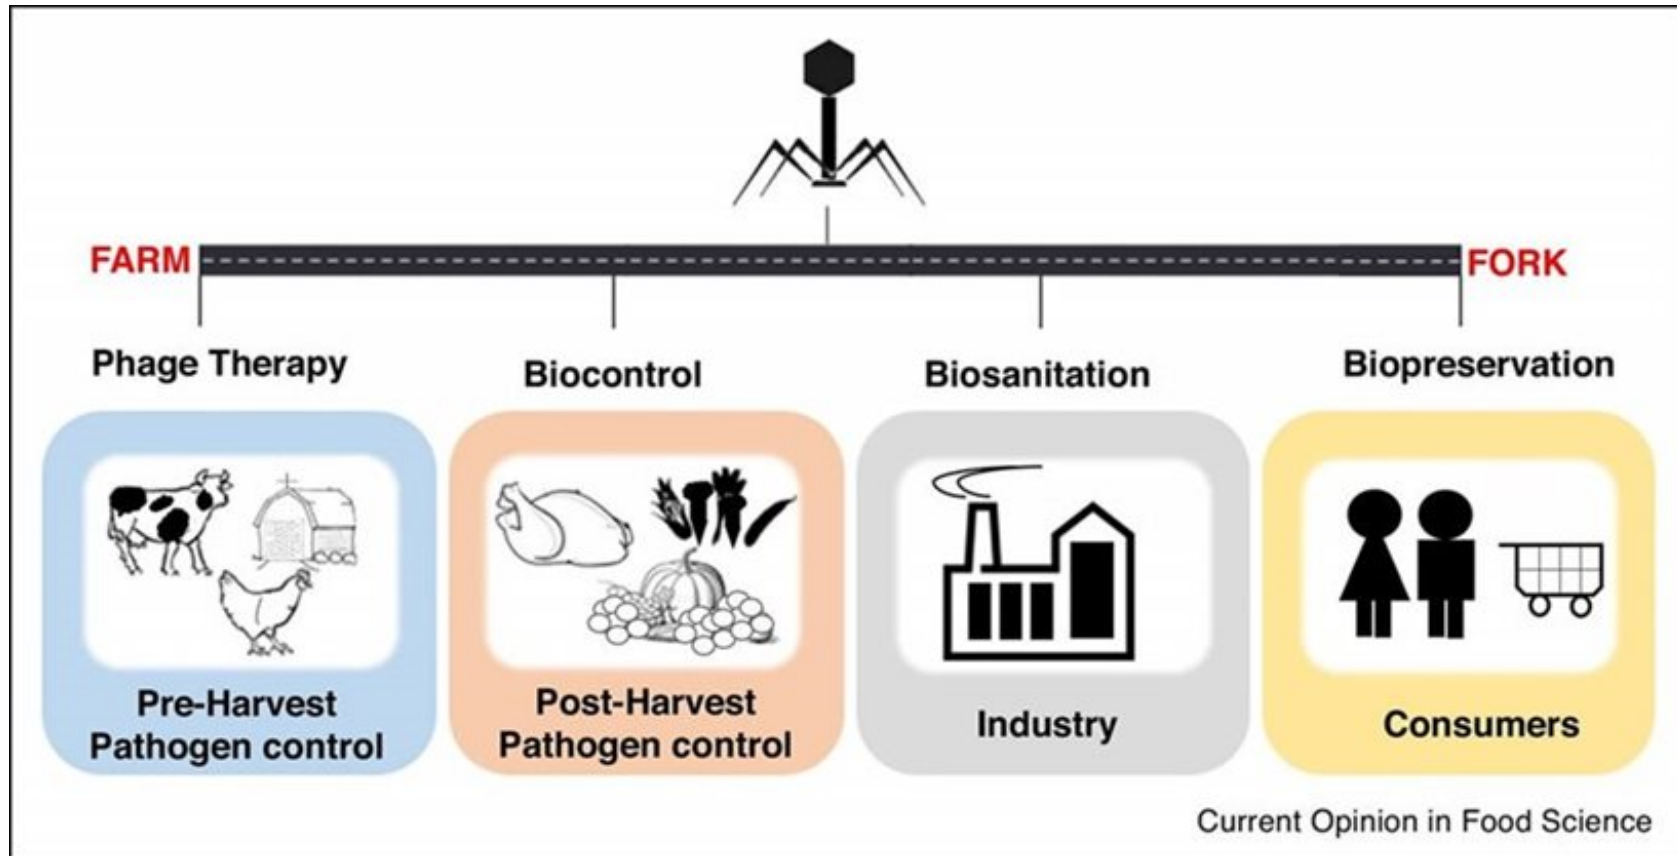 FARM
FORK
Phage Therapy
Biocontrol
Biosanitation
Biopreservation
Pre-Harvest
Pathogen control
Post-Harvest
Pathogen control
Industry
Consumers
Current Opinion in Food Science